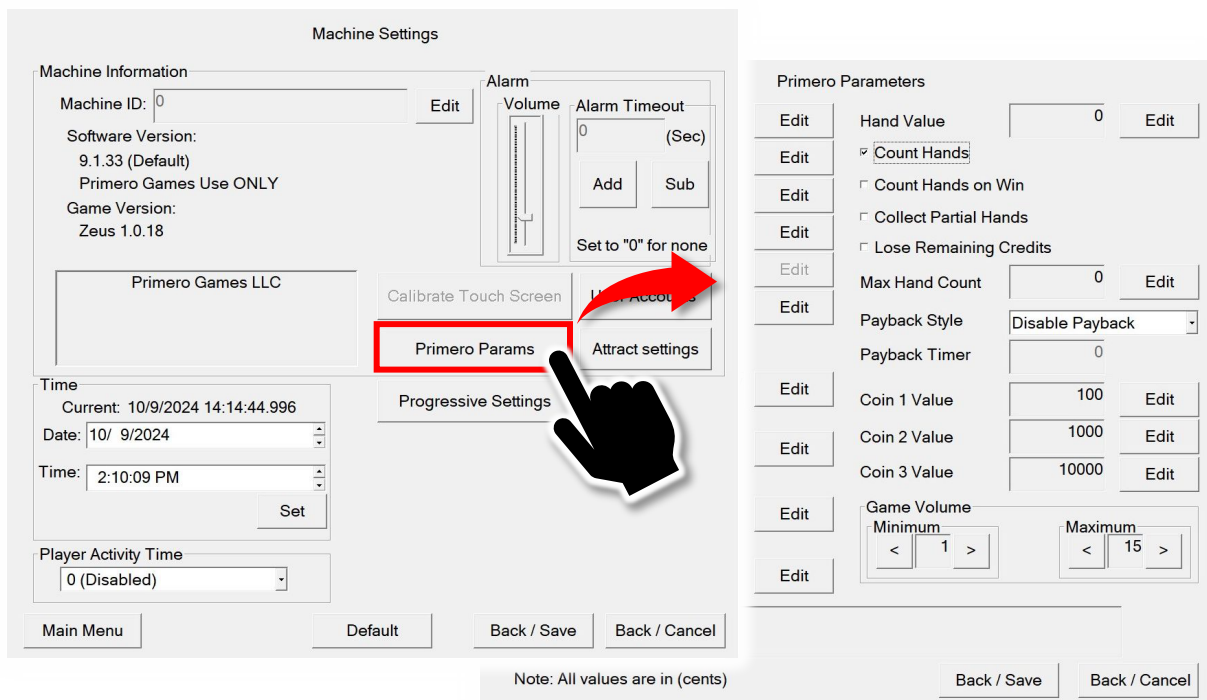 Machine Settings
Machine Information
Machine ID: 0
Edit
Software Version:
9.1.33 (Default)
Primero Games Use ONLY
Game Version:
Zeus 1.0.18
Alarm
Volume
Alarm Timeout
0
(Sec)
Add
Sub
Set to "0" for none
Primero Games LLC
Calibrate Touch Screen
Primero Params
Attract settings
Progressive Settings
Time
Current: 10/9/2024 14:14:44.996
Date: 10/ 9/2024
Time: 2:10:09 PM
Set
Player Activity Time
0 (Disabled)
Main Menu
Default
Back / Save
Back / Cancel
Primero Parameters
Edit
Edit
Edit
Edit
Edit
Edit
Edit
Edit
Edit
Edit
Hand Value 0 Edit
Count Hands
Count Hands on Win
Collect Partial Hands
Lose Remaining Credits
Max Hand Count 0 Edit
Payback Style Disable Payback
Payback Timer 0
Coin 1 Value 100 Edit
Coin 2 Value 1000 Edit
Coin 3 Value 10000 Edit
Game Volume
Minimum
< 1 >
Maximum
< 15 >
Note: All values are in (cents)
Back / Save
Back / Cancel